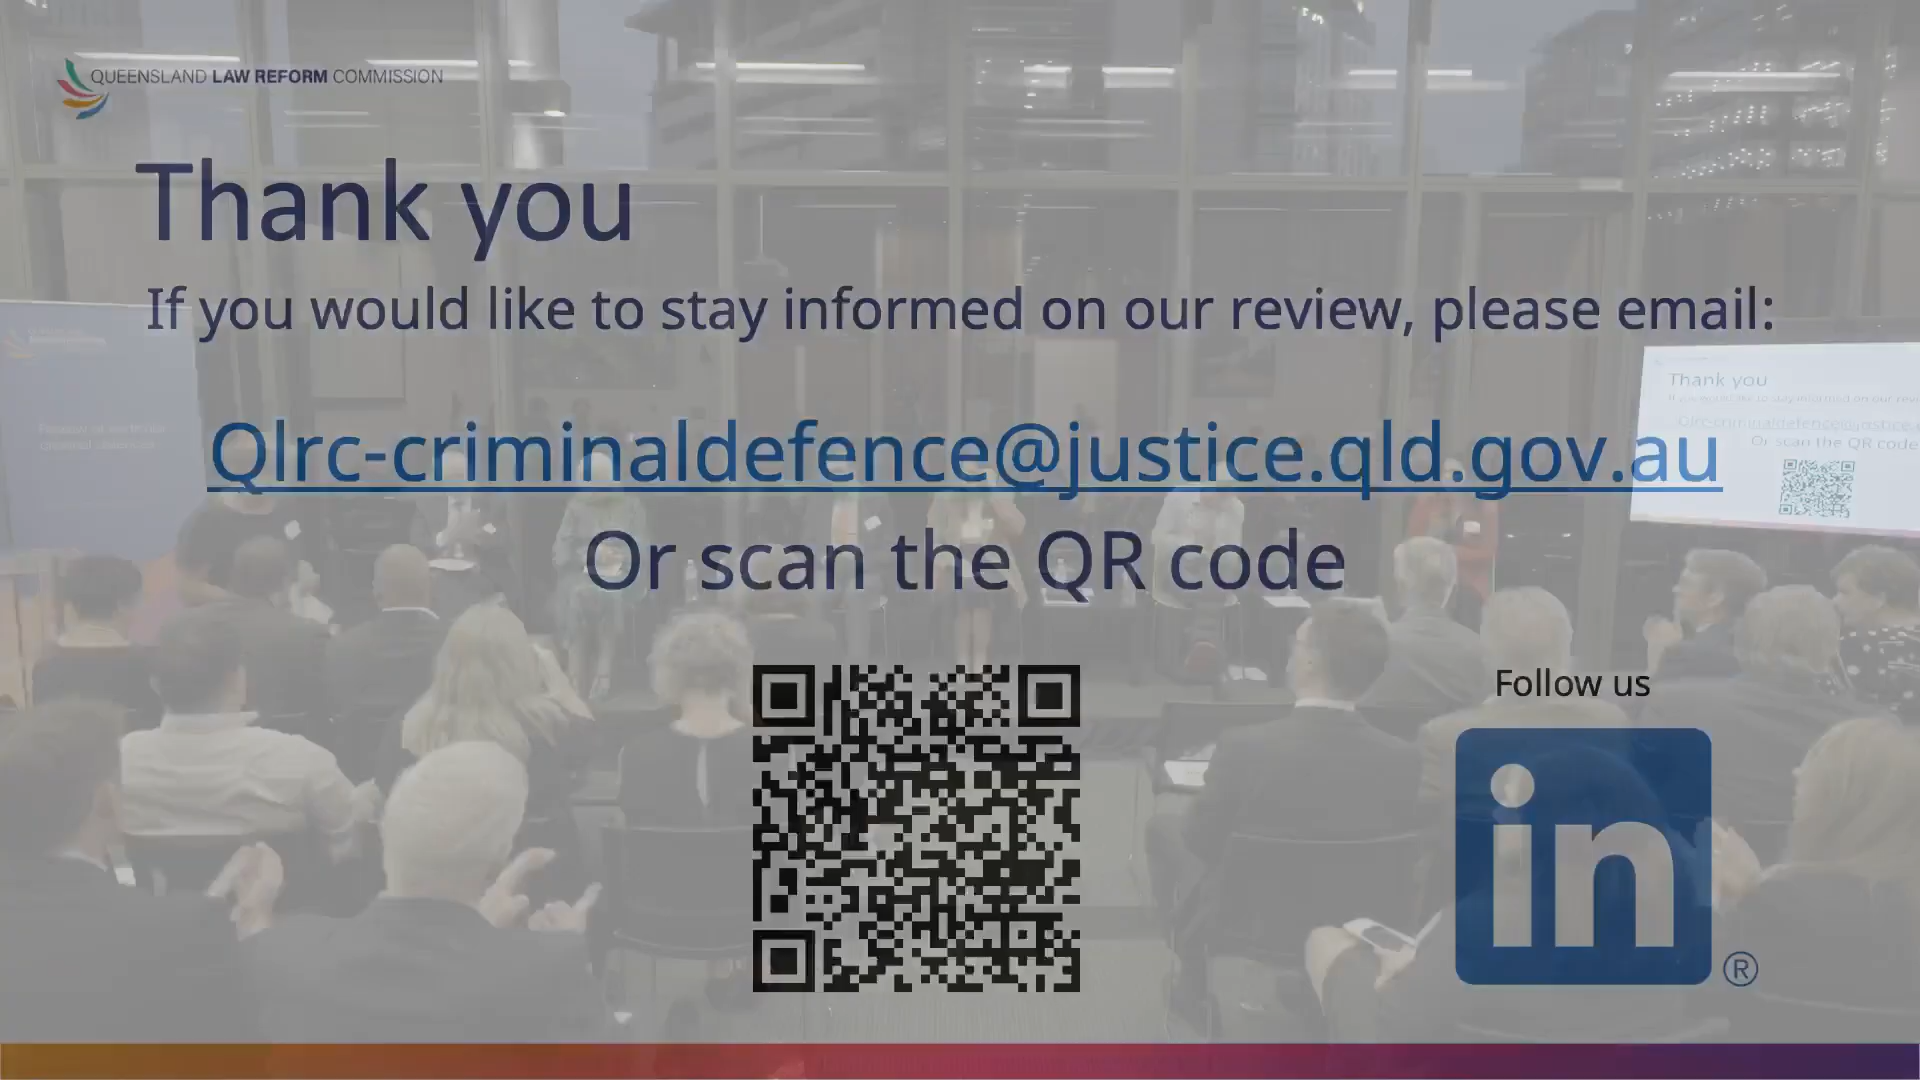 QUEENSLAND LAW REFORM COMMISSION
Thank you
If you would like to stay informed on our review, please email:
Qlrc-criminaldefence@justice.qld.gov.au
Or scan the QR code
Follow us
in
®
Thank you
Or scan the QR code